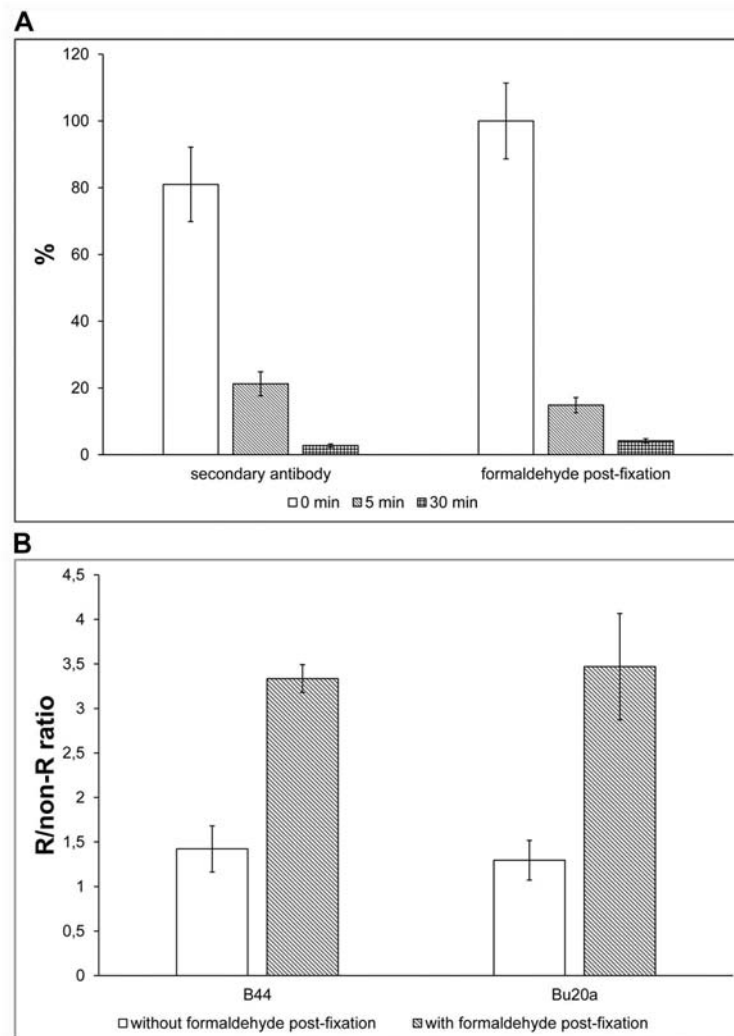 A
120
100
80
60
40
20
0
%
secondary antibody formaldehyde post-fixation
0 min 5 min 30 min
B
4,5
4
3,5
3
2,5
2
1,5
1
0,5
0
R/non-R ratio
B44 Bu20a
without formaldehyde post-fixation with formaldehyde post-fixation